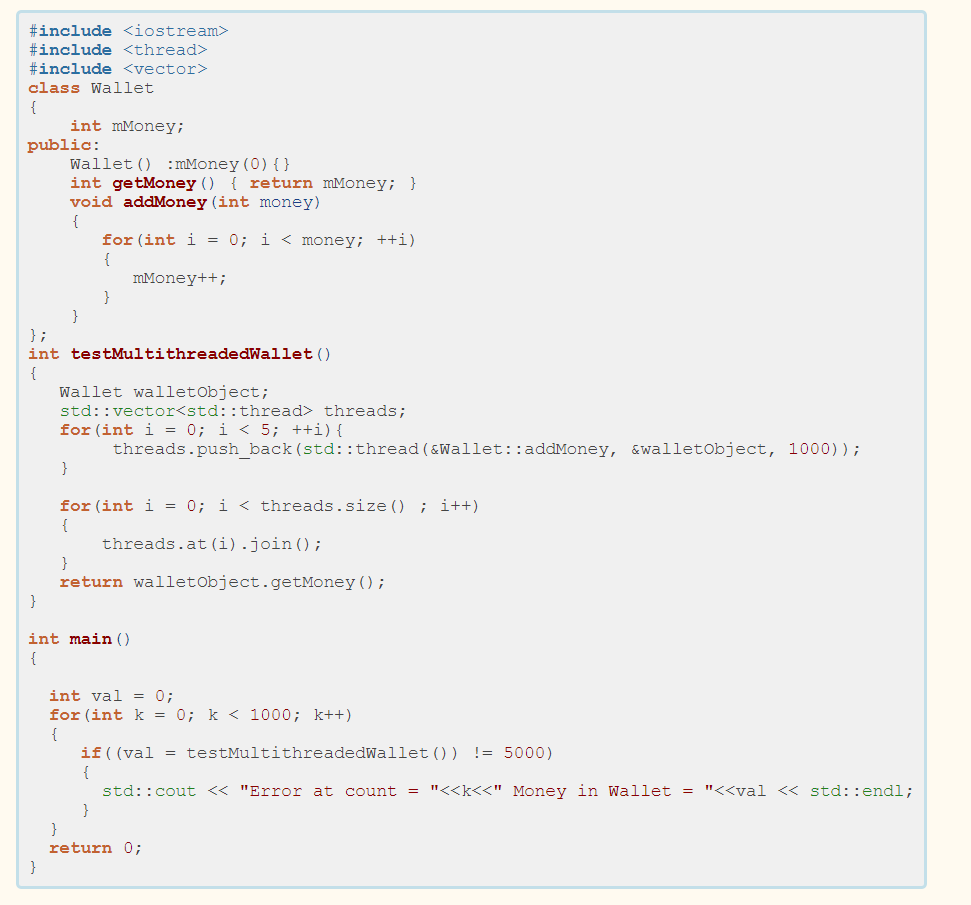 #include <iostream>
#include <thread>
#include <vector>
class Wallet
{
    int mMoney;
public:
    Wallet() :mMoney(0){}
    int getMoney() { return mMoney; }
    void addMoney(int money)
    {
       for(int i = 0; i < money; ++i)
       {
          mMoney++;
       }
    }
};
int testMultithreadedWallet()
{
   Wallet walletObject;
   std::vector<std::thread> threads;
   for(int i = 0; i < 5; ++i){
        threads.push_back(std::thread(&Wallet::addMoney, &walletObject, 1000));
   }

   for(int i = 0; i < threads.size() ; i++)
   {
       threads.at(i).join();
   }
   return walletObject.getMoney();
}

int main()
{

  int val = 0;
  for(int k = 0; k < 1000; k++)
  {
     if((val = testMultithreadedWallet()) != 5000)
     {
       std::cout << "Error at count = "<<k<<" Money in Wallet = "<<val << std::endl;
     }
  }
  return 0;
}